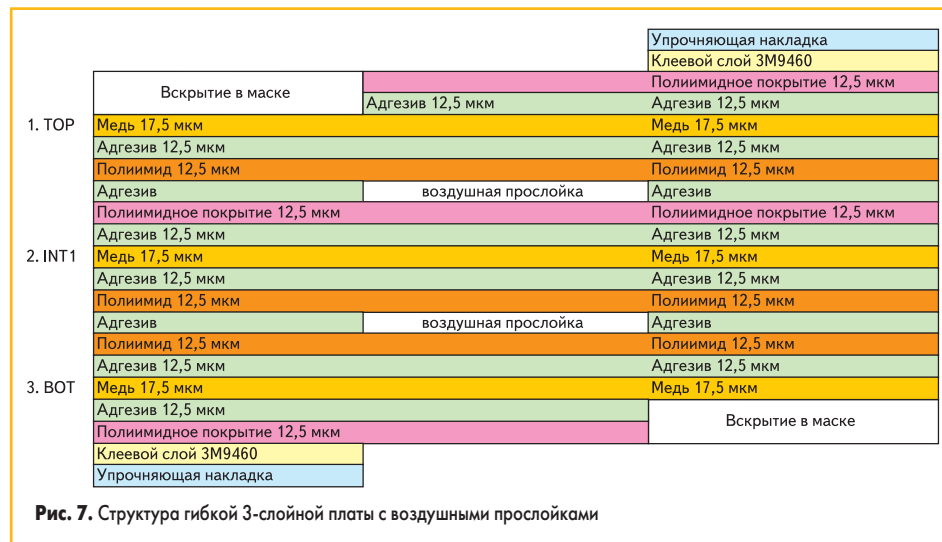 Упрочняющая накладка
Клеевой слой 3M9460
Вскрытие в маске
Полиимидное покрытие 12,5 мкм
Адгезив 12,5 мкм Адгезив 12,5 мкм
1. TOP Медь 17,5 мкм Медь 17,5 мкм
Адгезив 12,5 мкм Адгезив 12,5 мкм
Полиимид 12,5 мкм Полиимид 12,5 мкм
Адгезив воздушная прослойка Адгезив
Полиимидное покрытие 12,5 мкм Полиимидное покрытие 12,5 мкм
Адгезив 12,5 мкм Адгезив 12,5 мкм
2. INT1 Медь 17,5 мкм Медь 17,5 мкм
Адгезив 12,5 мкм Адгезив 12,5 мкм
Полиимид 12,5 мкм Полиимид 12,5 мкм
Адгезив воздушная прослойка Адгезив
Полиимид 12,5 мкм Полиимид 12,5 мкм
Адгезив 12,5 мкм Адгезив 12,5 мкм
3. BOT Медь 17,5 мкм Медь 17,5 мкм
Адгезив 12,5 мкм
Вскрытие в маске
Полиимидное покрытие 12,5 мкм
Клеевой слой 3M9460
Упрочняющая накладка
Рис. 7. Структура гибкой 3-слойной платы с воздушными прослойками